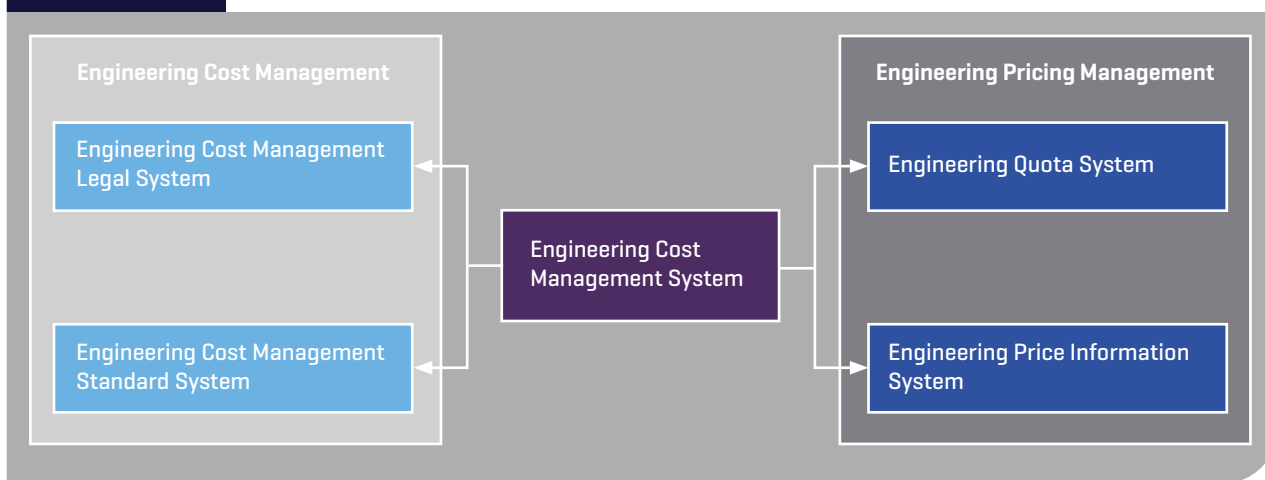 Engineering Cost Management
Engineering Cost Management
Legal System
Engineering Cost Management
Standard System
Engineering Cost
Management System
Engineering Pricing Management
Engineering Quota System
Engineering Price Information
System